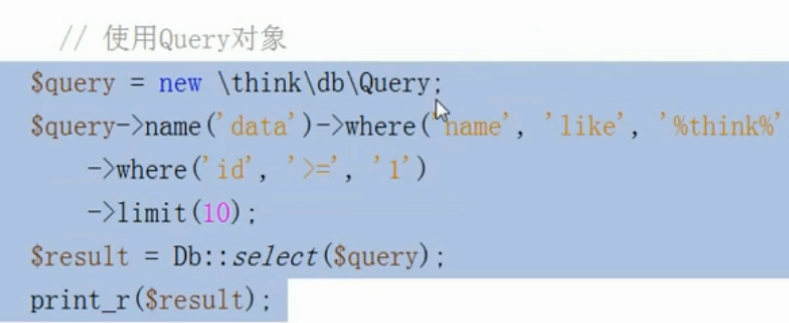 // 使用Query对象
$query = new \think\db\Query;
$query->name('data')->where('name', 'like', '%think%'
->where('id', '>=', '1')
->limit(10);
$result = Db::select($query);
print_r($result);